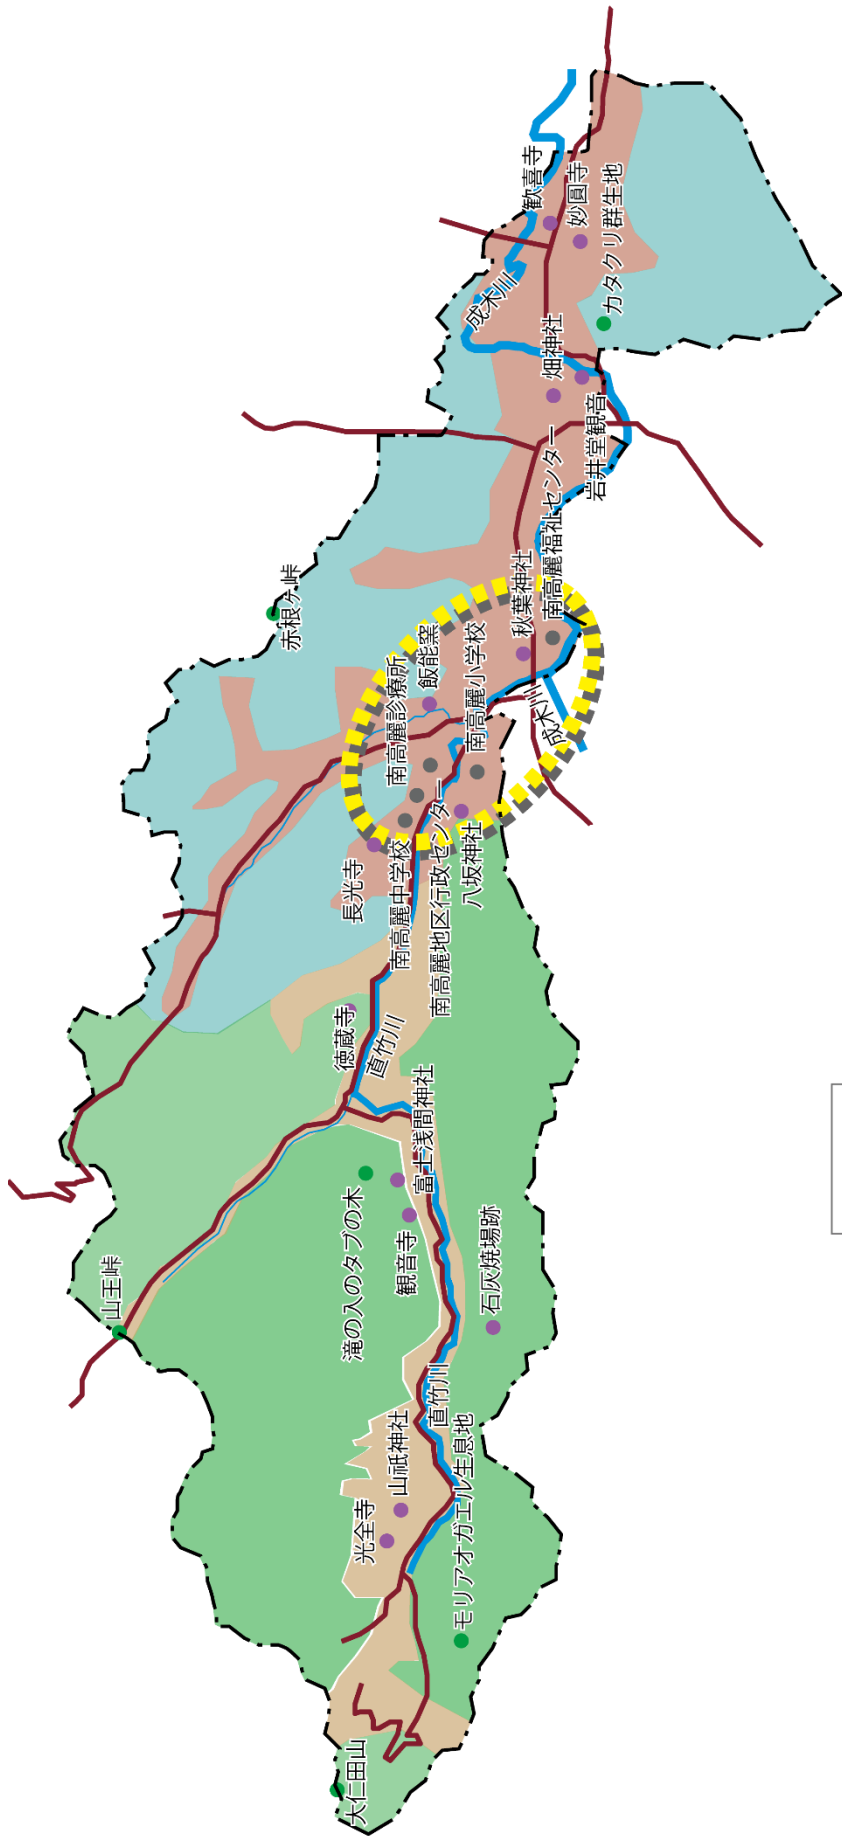 大仁田山
モリアオガエル生息地
光全寺
山祇神社
直竹川
石灰焼場跡
山王峠
観音寺
滝の入のタブの木
富士浅間神社
直竹川
徳蔵寺
長光寺
南高麗中学校
南高麗地区行政センター
八坂神社
南高麗診療所
飯能窯
南高麗小学校
成木川
赤根ケ峠
秋葉神社
南高麗福祉センター
岩井堂観音
畑神社
成木川
カタクリ群生地
妙圓寺
歓喜寺